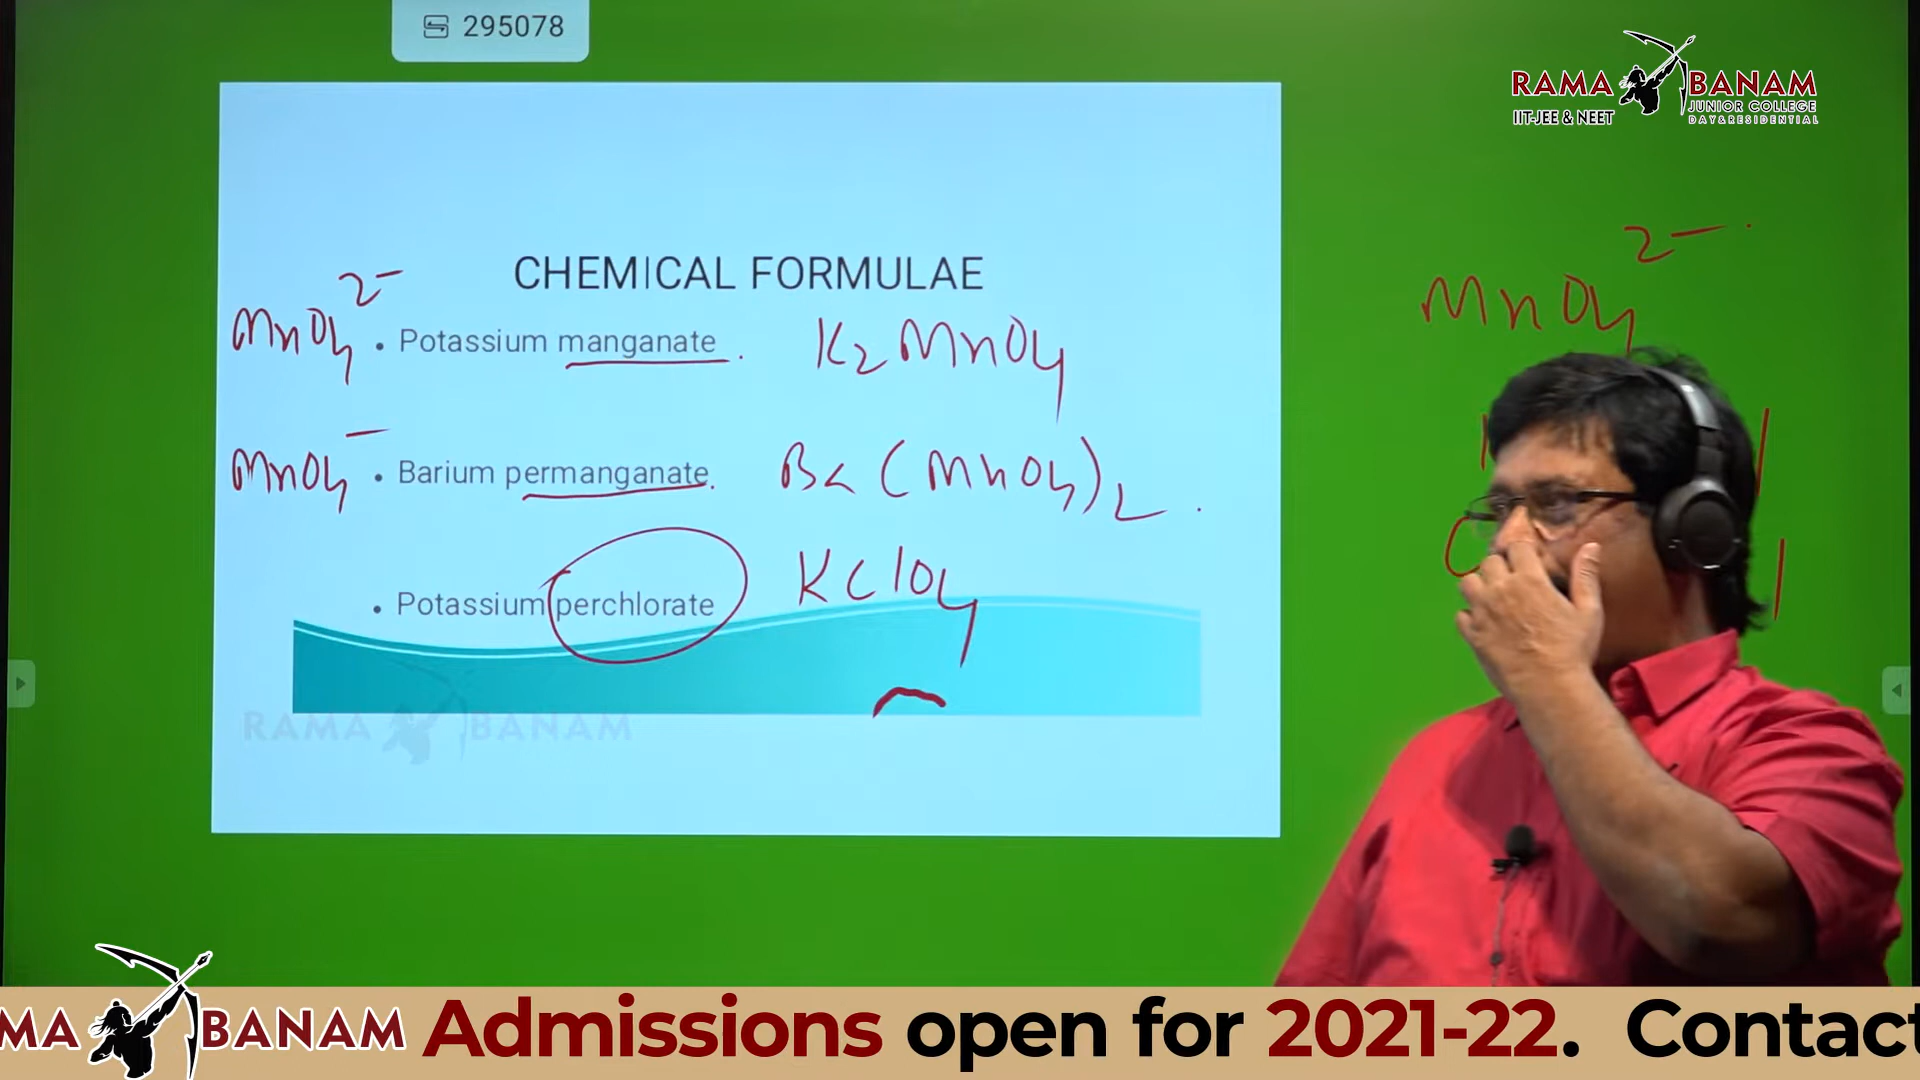 295078
RAMA BANAM
JUNIOR COLLEGE
IIT-JEE & NEET
DAY & RESIDENTIAL
CHEMICAL FORMULAE
MnO4 2-
• Potassium manganate. K2MnO4
MnO4 -
• Barium permanganate. Ba(MnO4)2.
• Potassium perchlorate KClO4
MnO4 2-
RAMA BANAM
MA BANAM Admissions open for 2021-22. Contact